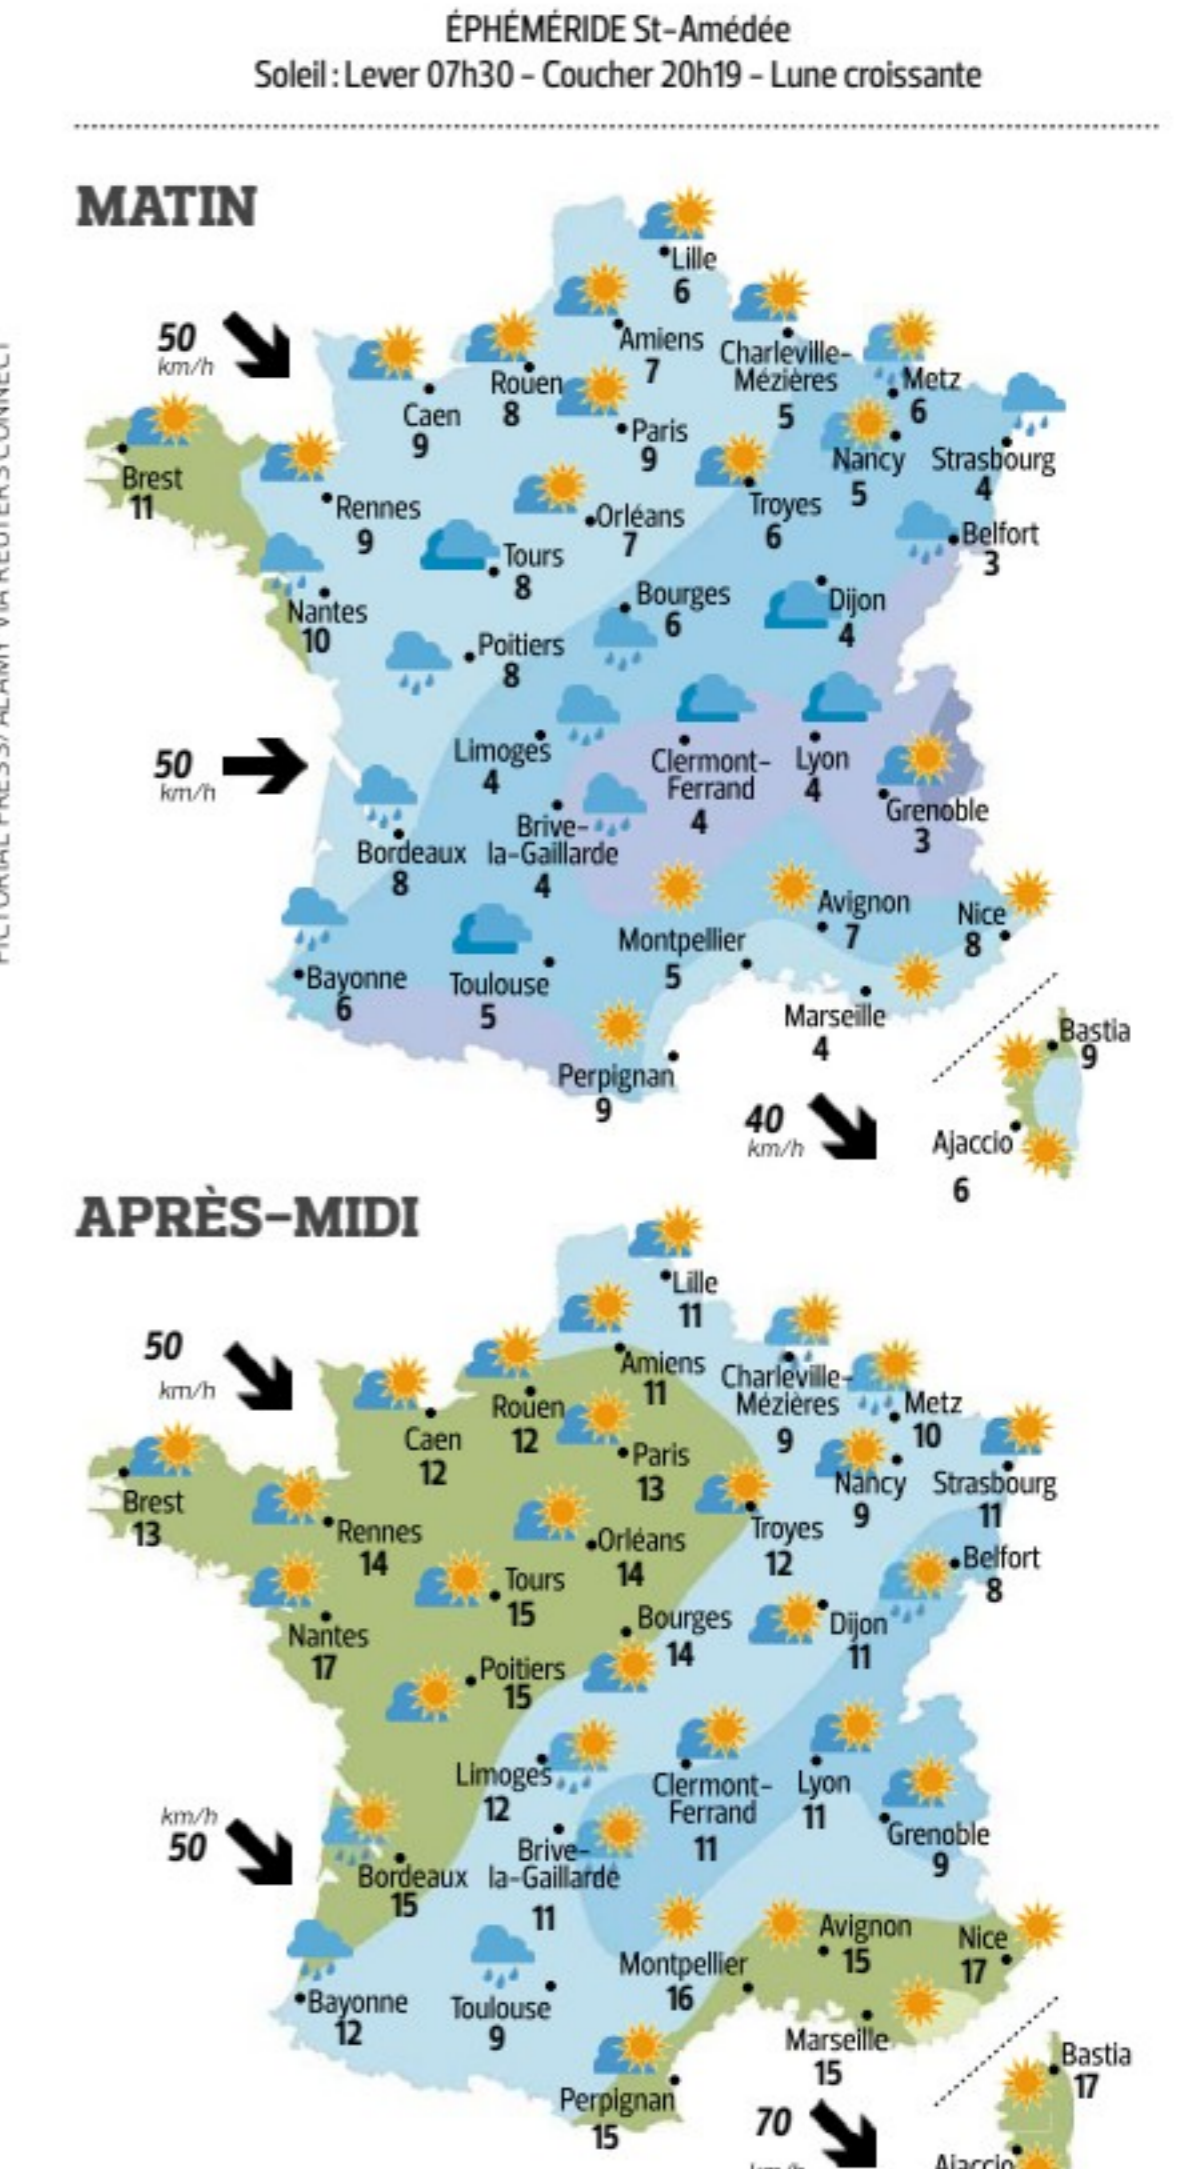 ÉPHÉMÉRIDE St-Amédée
Soleil : Lever 07h30 - Coucher 20h19 - Lune croissante
PICTORIAL PRESS/ ALAMY VIA REUTERS CONNECT
MATIN
Lille
6
50
km/h
Amiens
7
Charleville-
Mézières
5
Metz
6
Rouen
8
Caen
9
Paris
9
Nancy
5
Strasbourg
4
Brest
11
Rennes
9
Orléans
7
Troyes
6
Belfort
3
Tours
8
Nantes
10
Bourges
6
Dijon
4
Poitiers
8
50
km/h
Limoges
4
Clermont-
Ferrand
4
Lyon
4
Grenoble
3
Bordeaux
8
Brive-
la-Gaillarde
4
Avignon
7
Nice
8
Montpellier
5
Bayonne
6
Toulouse
5
Marseille
4
Bastia
9
Perpignan
9
40
km/h
Ajaccio
6
APRÈS-MIDI
Lille
11
50
km/h
Amiens
11
Charleville-
Mézières
9
Metz
10
Rouen
12
Caen
12
Paris
13
Nancy
9
Strasbourg
11
Brest
13
Rennes
14
Orléans
14
Troyes
12
Belfort
8
Tours
15
Nantes
17
Bourges
14
Dijon
11
Poitiers
15
Limoges
12
Clermont-
Ferrand
11
Lyon
11
Grenoble
9
km/h
50
Bordeaux
15
Brive-
la-Gaillarde
11
Avignon
15
Nice
17
Montpellier
16
Bayonne
12
Toulouse
9
Marseille
15
Bastia
17
Perpignan
15
70
km/h
Ajaccio